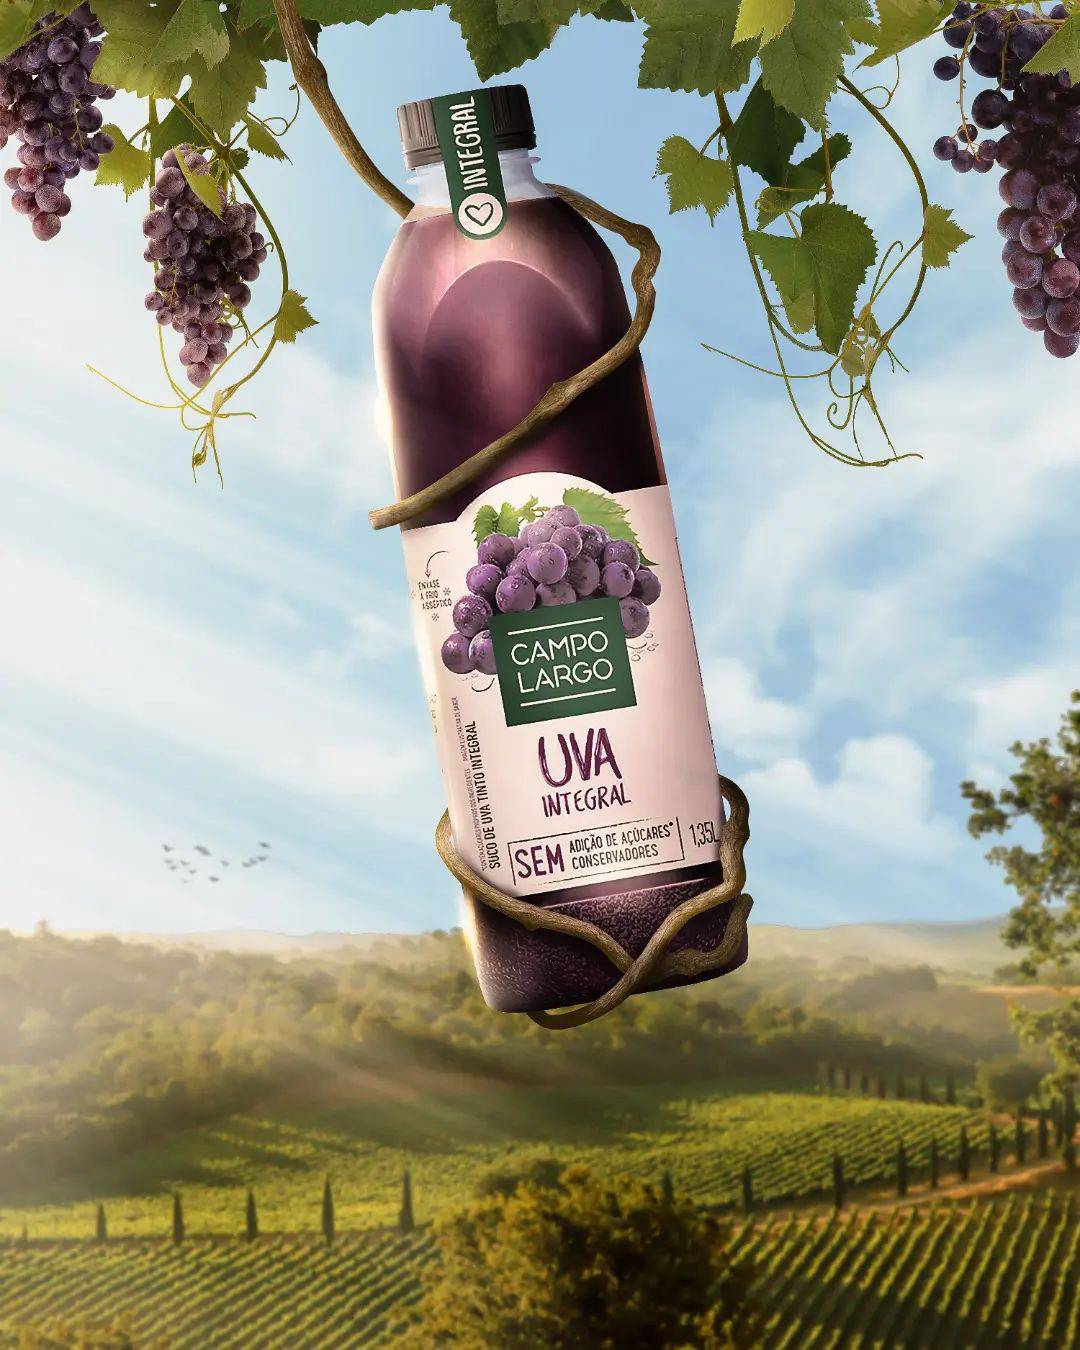 INTEGRAL
ENVASE
A FRIO
ASSÉPTICO
CAMPO
LARGO
UVA
INTEGRAL
SUCO DE UVA TINTO INTEGRAL
SEM ADIÇÃO DE AÇÚCARES*
CONSERVADORES
1,35L